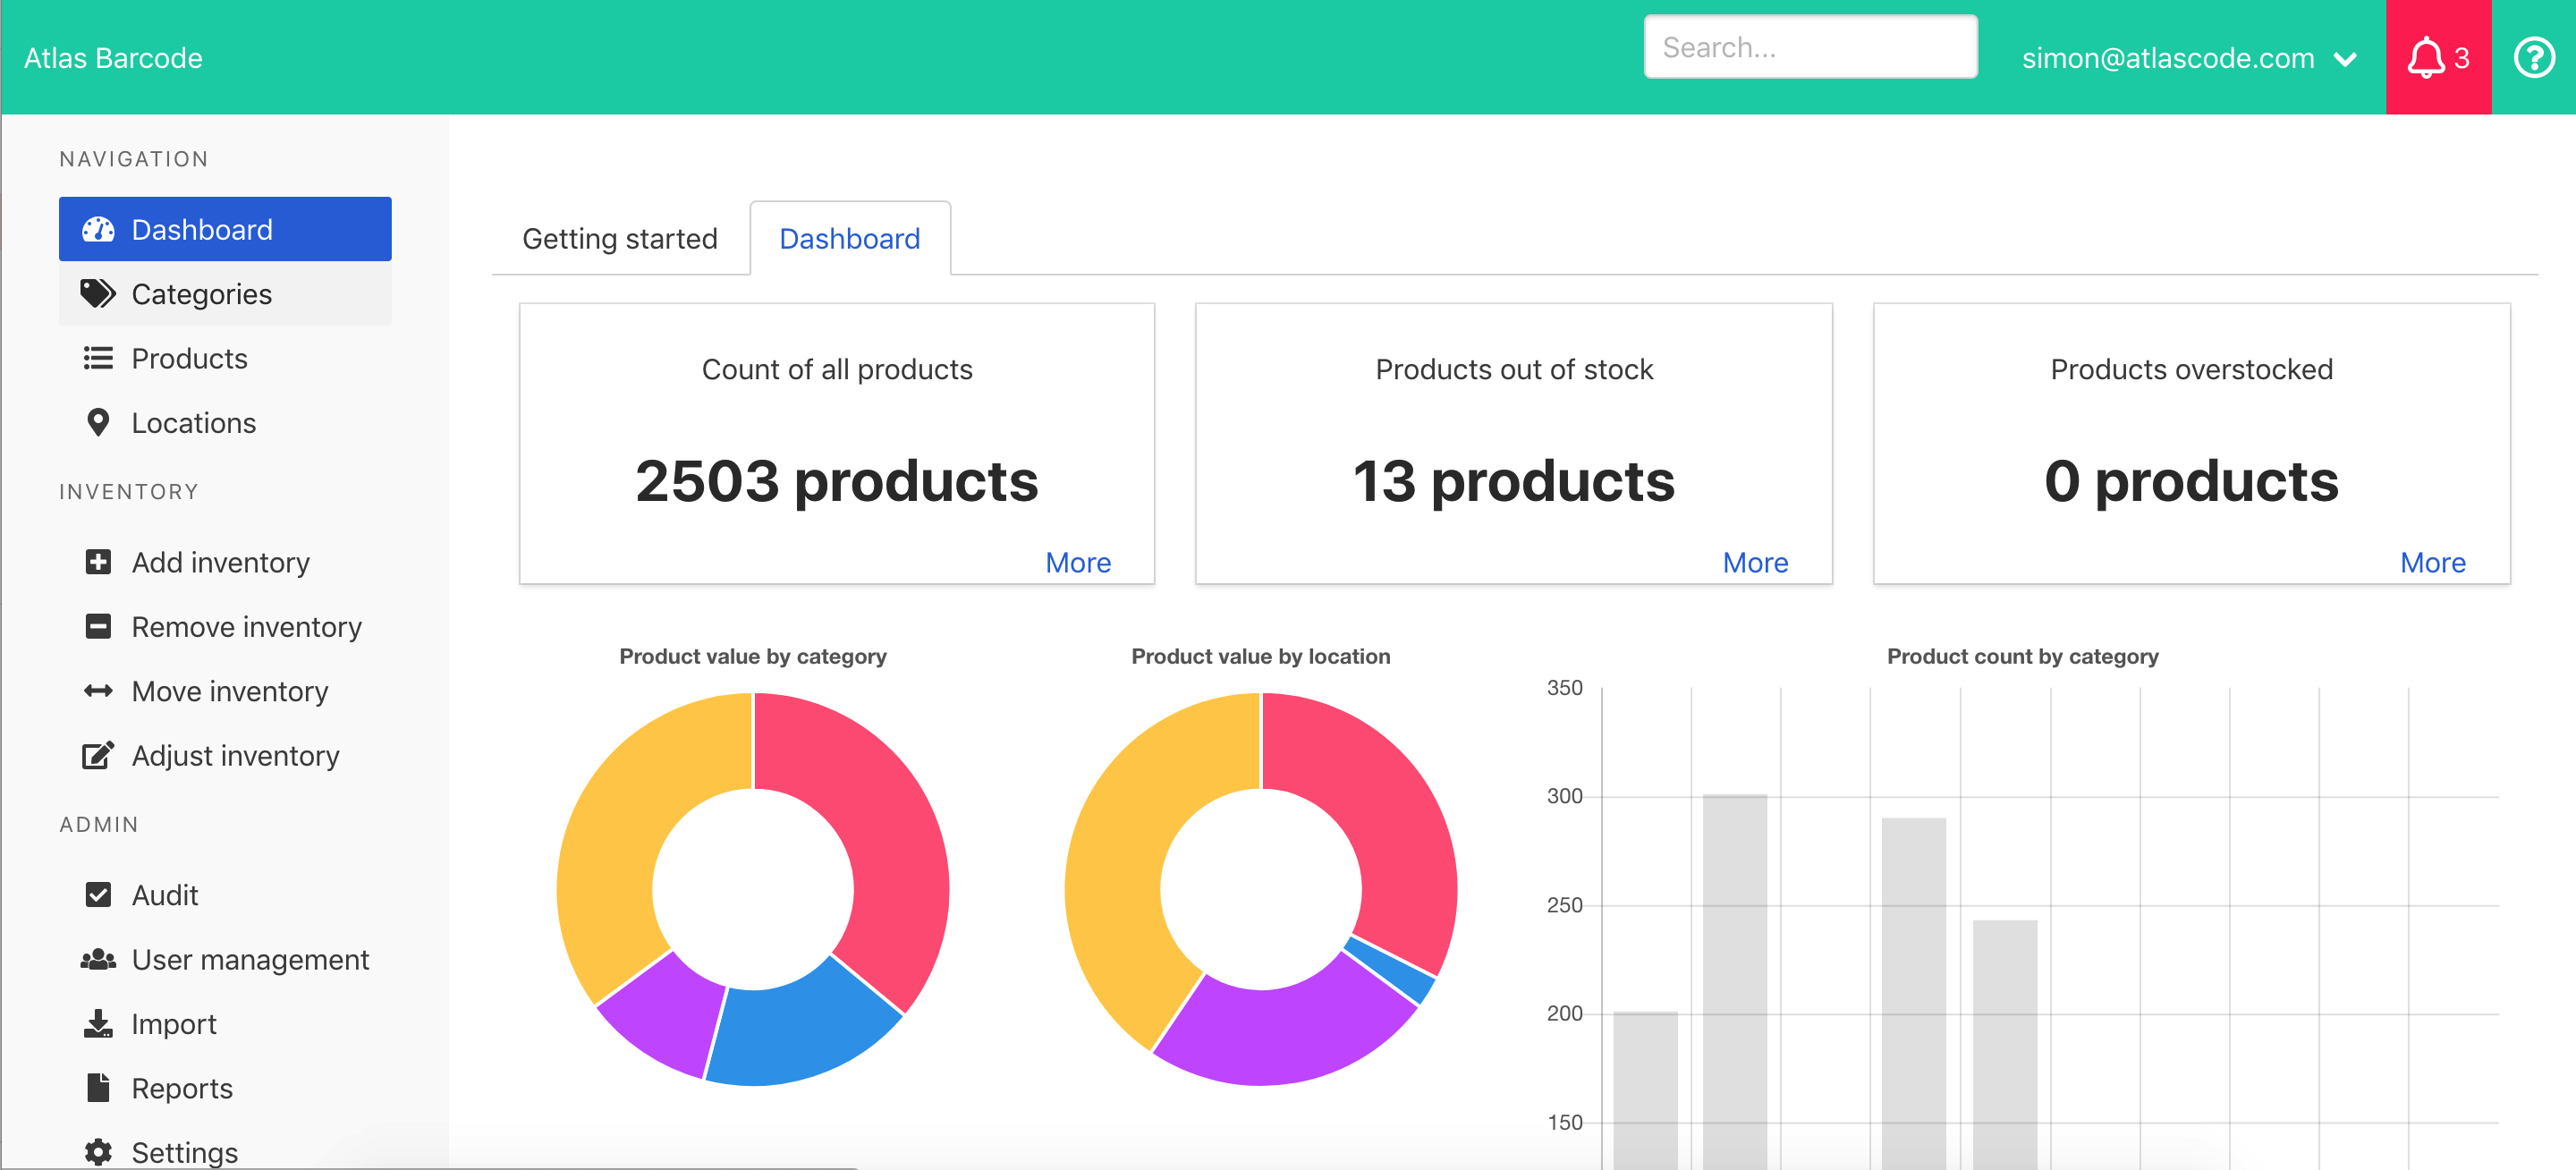 Atlas Barcode
Search...
simon@atlascode.com
3
NAVIGATION
Dashboard
Categories
Products
Locations
INVENTORY
Add inventory
Remove inventory
Move inventory
Adjust inventory
ADMIN
Audit
User management
Import
Reports
Settings
Getting started
Dashboard
Count of all products
2503 products
More
Products out of stock
13 products
More
Products overstocked
0 products
More
Product value by category
Product value by location
Product count by category
350
300
250
200
150